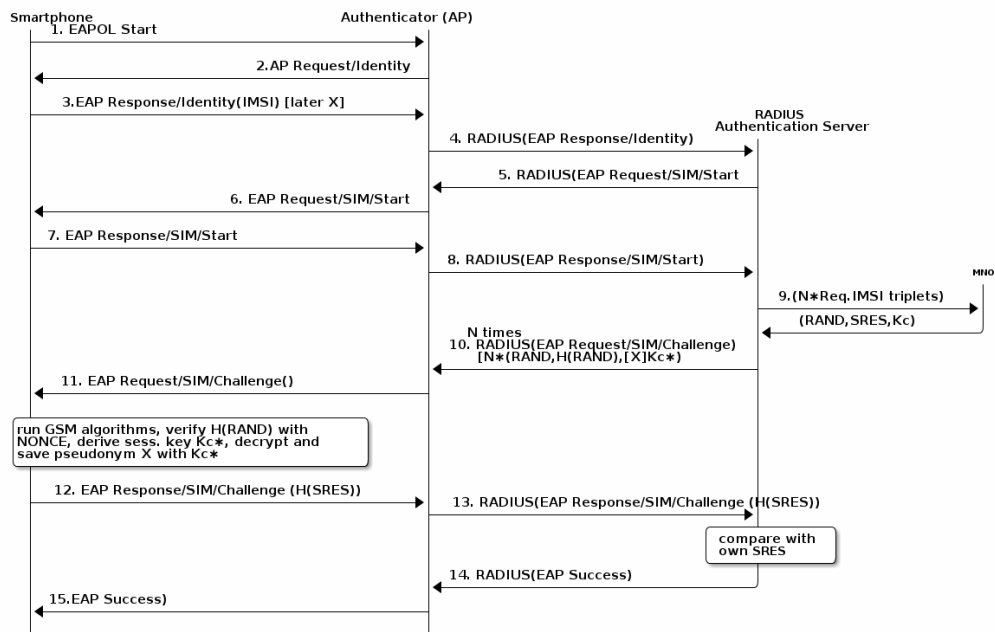 Smartphone
Authenticator (AP)
1. EAPOL Start
2.AP Request/Identity
3.EAP Response/Identity(IMSI) [later X]
RADIUS
Authentication Server
4. RADIUS(EAP Response/Identity)
5. RADIUS(EAP Request/SIM/Start
6. EAP Request/SIM/Start
7. EAP Response/SIM/Start
8. RADIUS(EAP Response/SIM/Start)
MNO
9.(N*Req.IMSI triplets)
(RAND,SRES,Kc)
N times
10. RADIUS(EAP Request/SIM/Challenge)
[N*(RAND,H(RAND),[X]Kc*)
11. EAP Request/SIM/Challenge()
run GSM algorithms, verify H(RAND) with
NONCE, derive sess. key Kc*, decrypt and
save pseudonym X with Kc*
12. EAP Response/SIM/Challenge (H(SRES))
13. RADIUS(EAP Response/SIM/Challenge (H(SRES))
compare with
own SRES
14. RADIUS(EAP Success)
15.EAP Success)